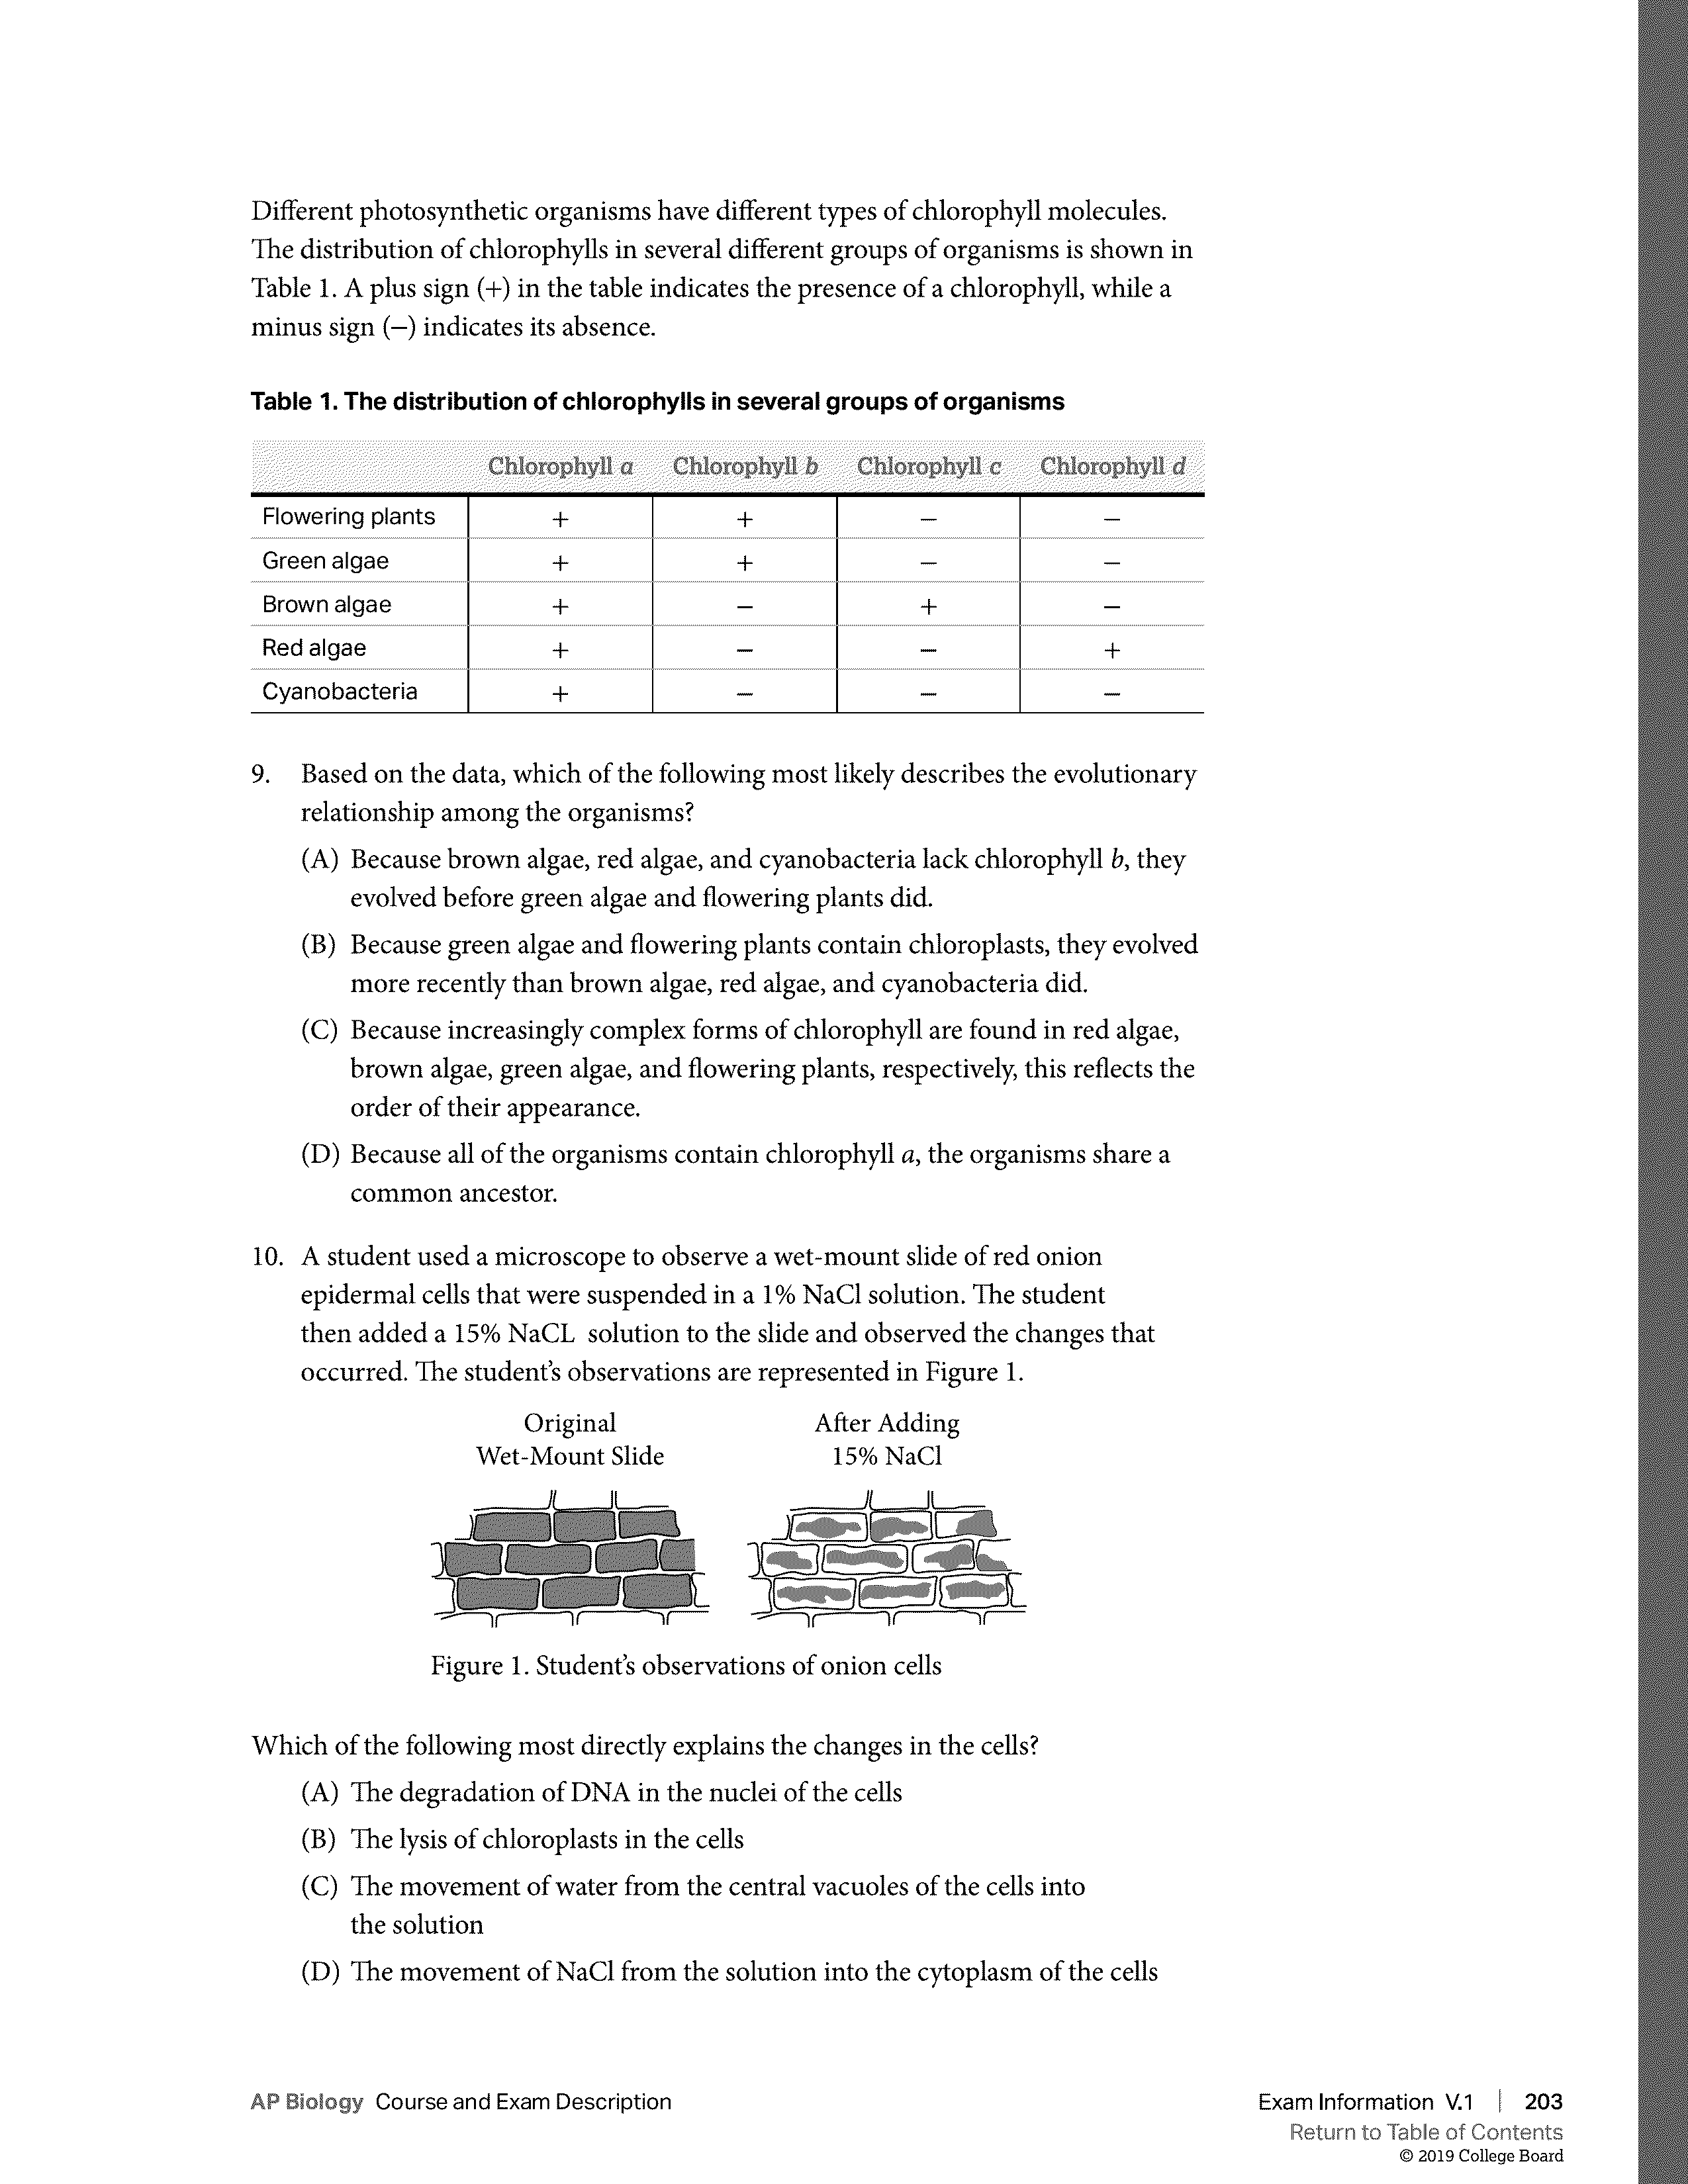 Different photosynthetic organisms have different types of chlorophyll molecules.
The distribution of chlorophylls in several different groups of organisms is shown in
Table 1. A plus sign (+) in the table indicates the presence of a chlorophyll, while a
minus sign (−) indicates its absence.
Table 1. The distribution of chlorophylls in several groups of organisms
Chlorophyll a Chlorophyll b Chlorophyll c Chlorophyll d
Flowering plants + + − −
Green algae + + − −
Brown algae + − + −
Red algae + − − +
Cyanobacteria + − − −
9. Based on the data, which of the following most likely describes the evolutionary
relationship among the organisms?
(A) Because brown algae, red algae, and cyanobacteria lack chlorophyll b, they
evolved before green algae and flowering plants did.
(B) Because green algae and flowering plants contain chloroplasts, they evolved
more recently than brown algae, red algae, and cyanobacteria did.
(C) Because increasingly complex forms of chlorophyll are found in red algae,
brown algae, green algae, and flowering plants, respectively, this reflects the
order of their appearance.
(D) Because all of the organisms contain chlorophyll a, the organisms share a
common ancestor.
10. A student used a microscope to observe a wet-mount slide of red onion
epidermal cells that were suspended in a 1% NaCl solution. The student
then added a 15% NaCL solution to the slide and observed the changes that
occurred. The student's observations are represented in Figure 1.
Original
Wet-Mount Slide
After Adding
15% NaCl
Figure 1. Student's observations of onion cells
Which of the following most directly explains the changes in the cells?
(A) The degradation of DNA in the nuclei of the cells
(B) The lysis of chloroplasts in the cells
(C) The movement of water from the central vacuoles of the cells into
the solution
(D) The movement of NaCl from the solution into the cytoplasm of the cells
AP Biology Course and Exam Description
Exam Information V.1 | 203
Return to Table of Contents
© 2019 College Board